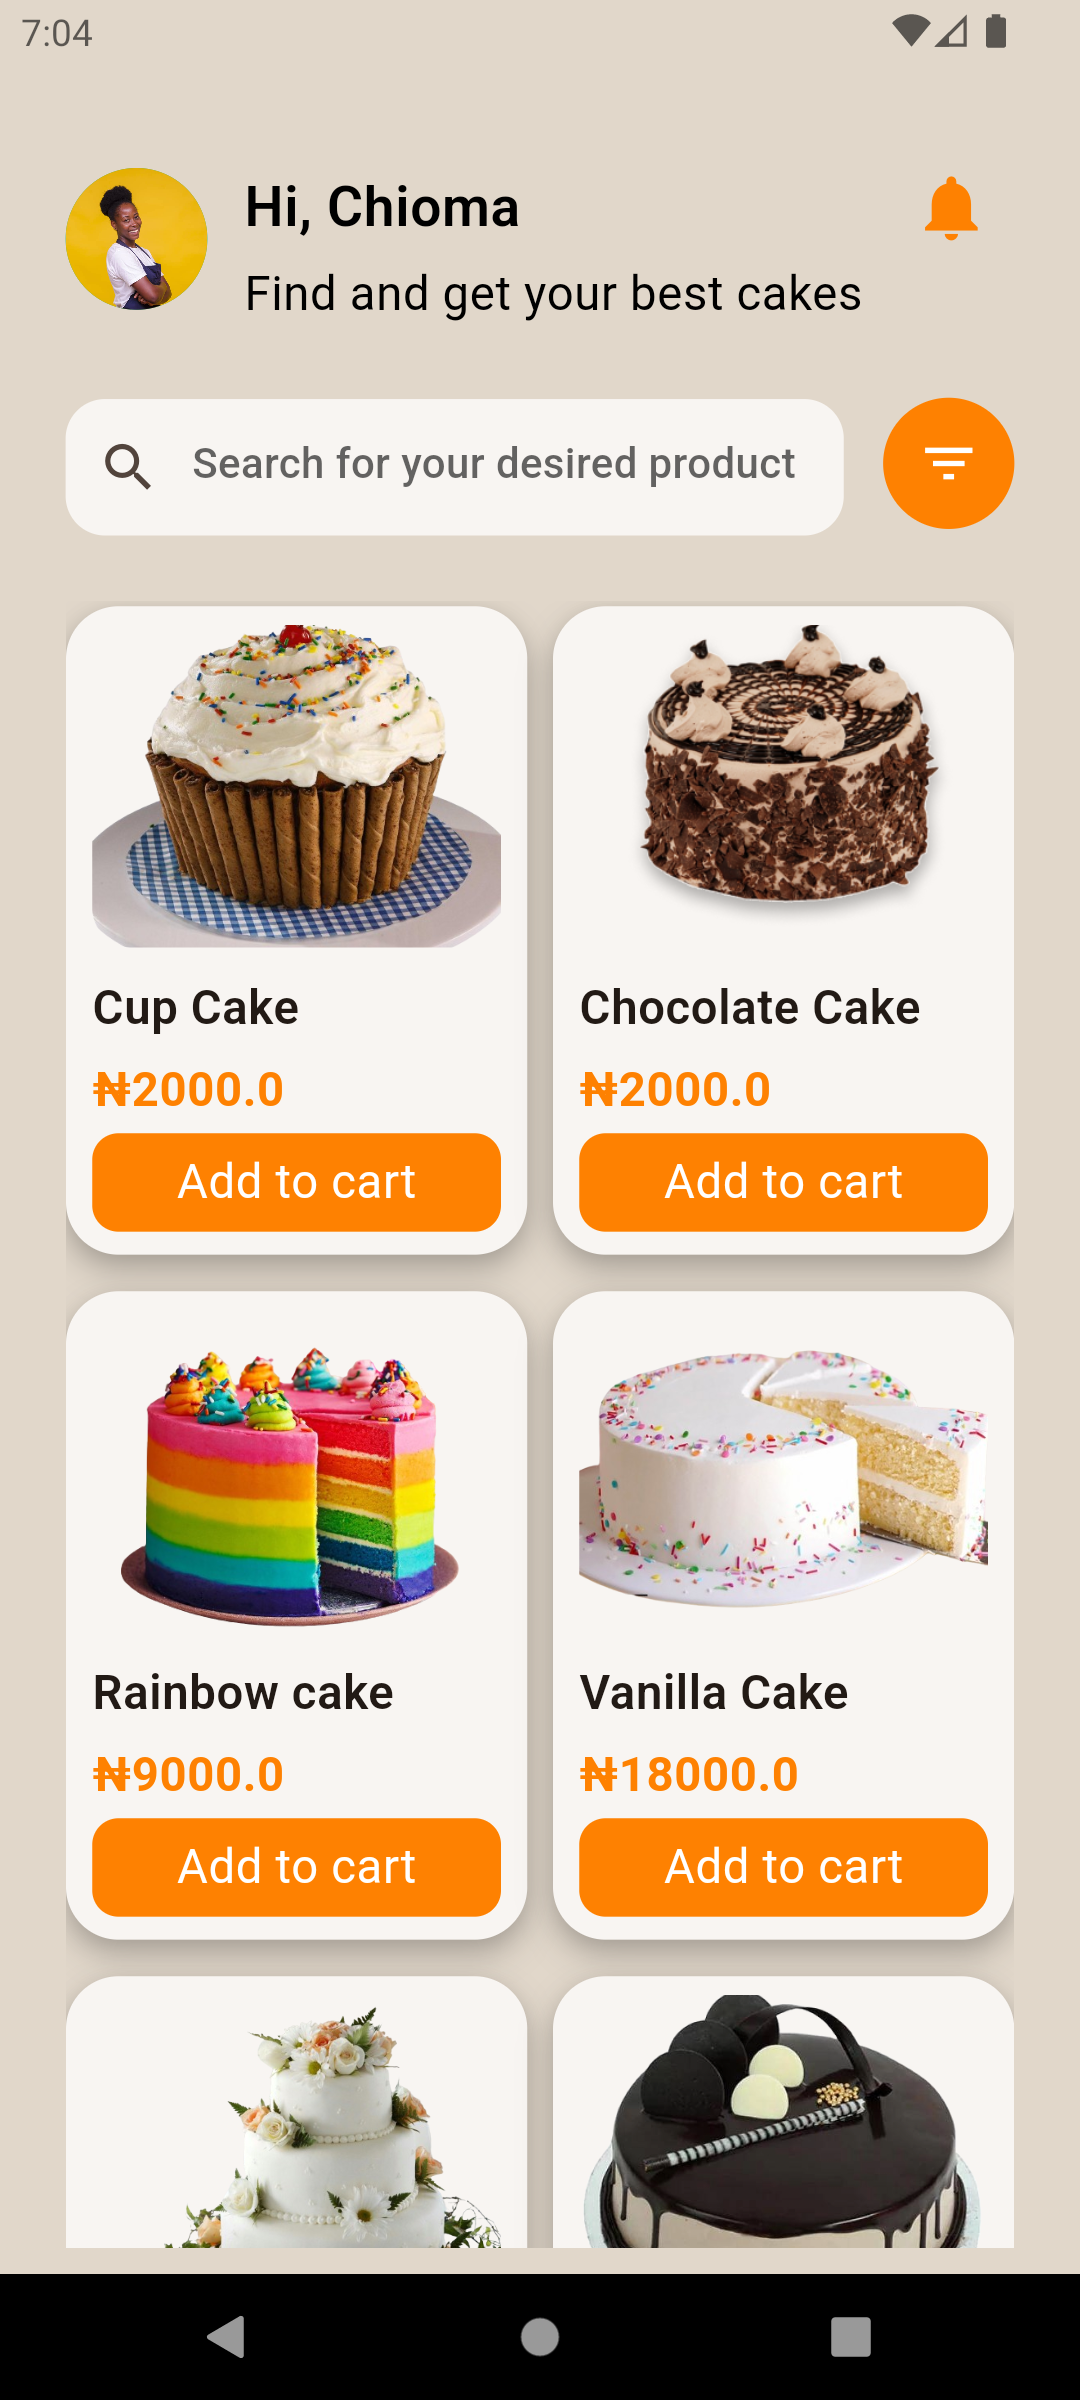 7:04
Hi, Chioma
Find and get your best cakes
Search for your desired product
Cup Cake
₦2000.0
Add to cart
Chocolate Cake
₦2000.0
Add to cart
Rainbow cake
₦9000.0
Add to cart
Vanilla Cake
₦18000.0
Add to cart